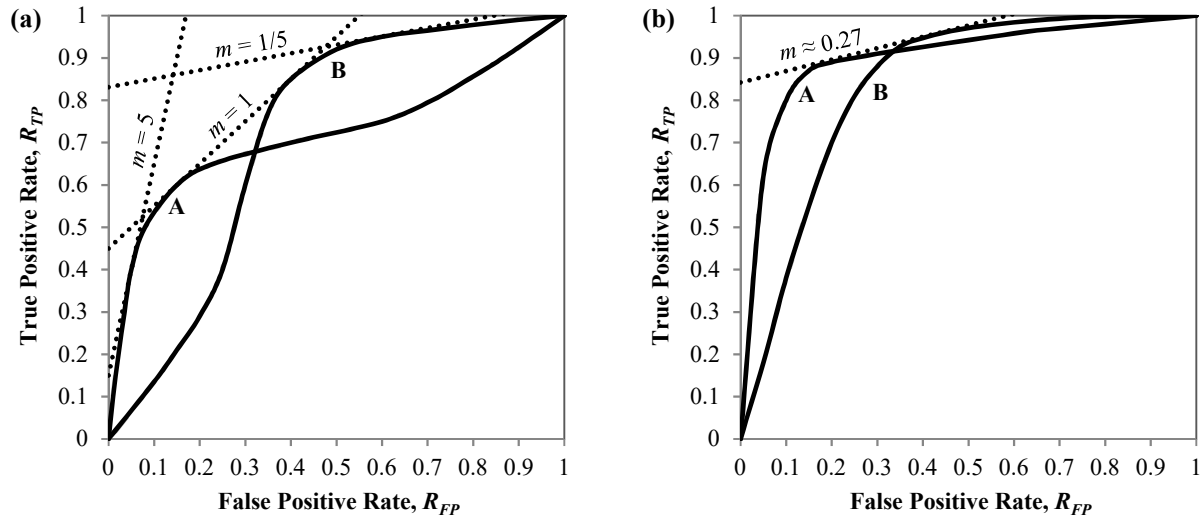 (a)
True Positive Rate, R_TP
1
0.9
0.8
0.7
0.6
0.5
0.4
0.3
0.2
0.1
0
m = 1/5
m = 5
m = 1
A
B
0 0.1 0.2 0.3 0.4 0.5 0.6 0.7 0.8 0.9 1
False Positive Rate, R_FP
(b)
True Positive Rate, R_TP
1
0.9
0.8
0.7
0.6
0.5
0.4
0.3
0.2
0.1
0
m ≈ 0.27
A
B
0 0.1 0.2 0.3 0.4 0.5 0.6 0.7 0.8 0.9 1
False Positive Rate, R_FP